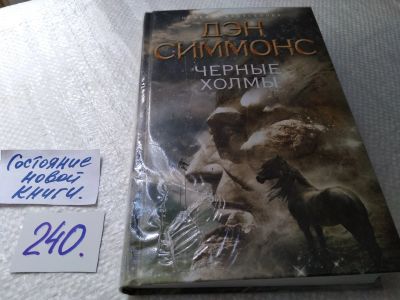 ДЭН
СИММОНС
ЧЕРНЫЕ
ХОЛМЫ
Состояние
новой
книги.
240.